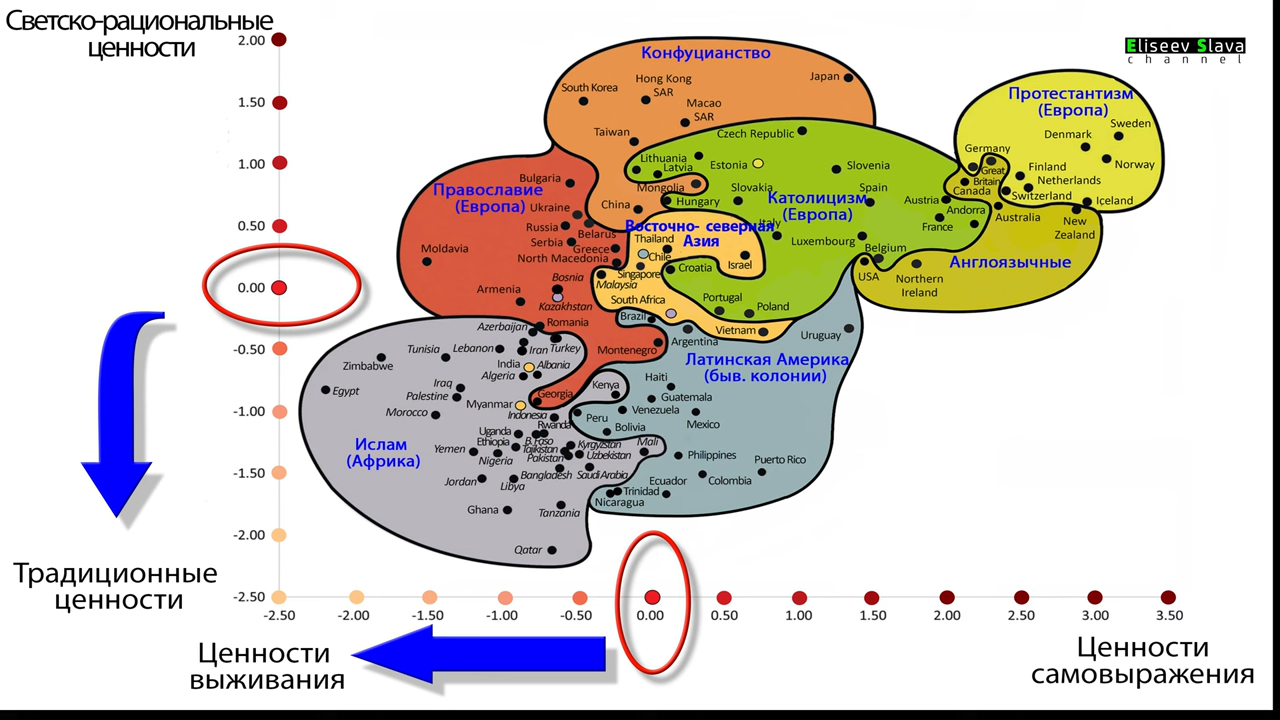 Светско-рациональные
ценности
Eliseev Slava
channel
2.00
1.50
1.00
0.50
0.00
-0.50
-1.00
-1.50
-2.00
-2.50
Конфуцианство
Hong Kong
SAR
Japan
South Korea
Macao
SAR
Taiwan
Mongolia
China
Протестантизм
(Европа)
Sweden
Denmark
Norway
Germany
Finland
Netherlands
Switzerland
Iceland
Great
Britain
Canada
Australia
New
Zealand
Англоязычные
USA
Northern
Ireland
Czech Republic
Lithuania
Latvia
Estonia
Slovenia
Slovakia
Spain
Hungary
Католицизм
(Европа)
Austria
Andorra
France
Italy
Luxembourg
Belgium
Croatia
Portugal
Poland
Православие
(Европа)
Bulgaria
Ukraine
Russia
Belarus
Serbia
Greece
North Macedonia
Moldavia
Bosnia
Armenia
Kazakhstan
Romania
Montenegro
Georgia
Восточно- северная
Азия
Thailand
Chile
Singapore
Israel
Malaysia
South Africa
Vietnam
Brazil
Argentina
Uruguay
Латинская Америка
(быв. колонии)
Haiti
Guatemala
Venezuela
Mexico
Peru
Bolivia
Philippines
Puerto Rico
Ecuador
Colombia
Trinidad
Nicaragua
Azerbaijan
Tunisia
Lebanon
Iran
Turkey
Zimbabwe
India
Albania
Algeria
Egypt
Iraq
Palestine
Morocco
Myanmar
Kenya
Indonesia
Rwanda
Ислам
(Африка)
Uganda
Ethiopia
B. Faso
Tajikistan
Kyrgyzstan
Mali
Yemen
Nigeria
Pakistan
Uzbekistan
Bangladesh
Saudi Arabia
Jordan
Libya
Ghana
Tanzania
Qatar
Традиционные
ценности
-2.50
-2.00
-1.50
-1.00
-0.50
0.00
0.50
1.00
1.50
2.00
2.50
3.00
3.50
Ценности
выживания
Ценности
самовыражения